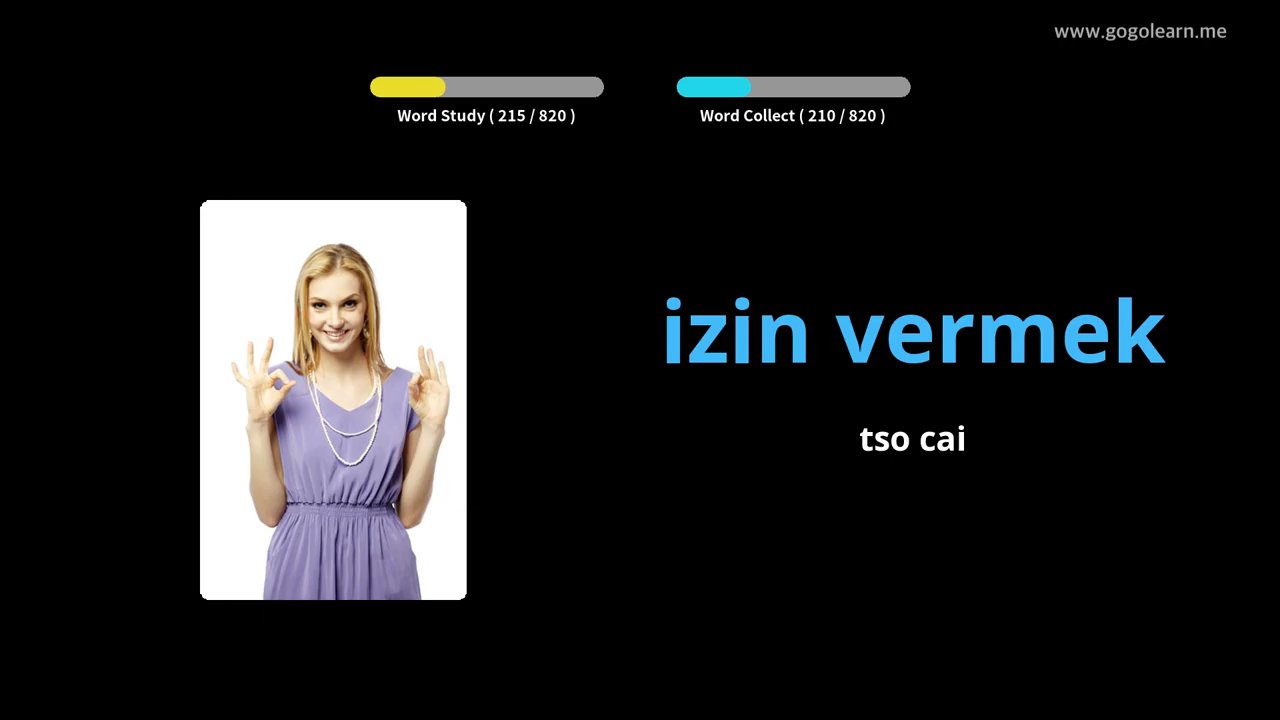 www.gogolearn.me
Word Study ( 215 / 820 )
Word Collect ( 210 / 820 )
izin vermek
tso cai